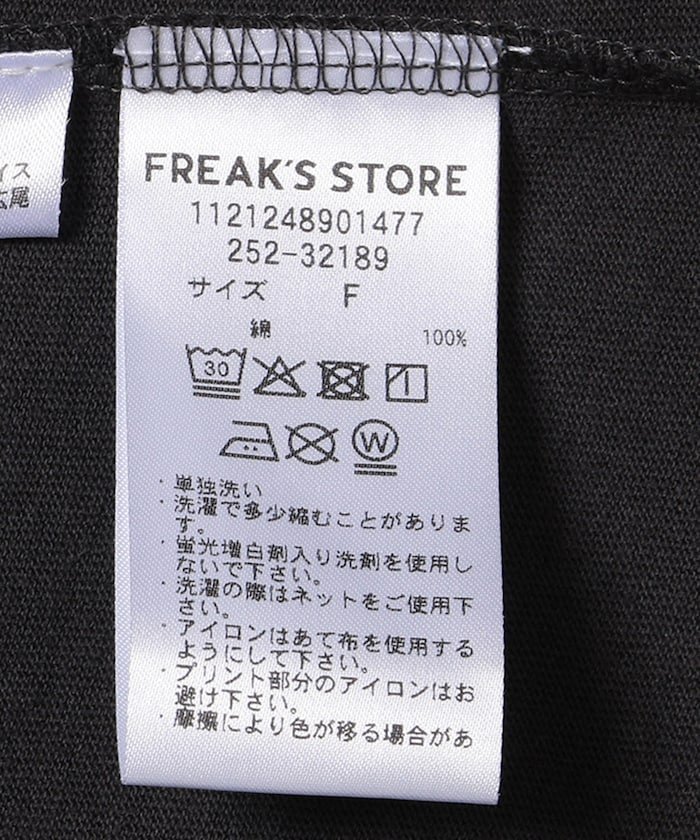 イス
広尾
FREAK'S STORE
1121248901477
252-32189
サイズ F
綿 100%
30
W
・単独洗い
・洗濯で多少縮むことがありま
す。
・蛍光増白剤入り洗剤を使用し
ないで下さい。
・洗濯の際はネットをご使用下
さい。
・アイロンはあて布を使用する
ようにして下さい。
・プリント部分のアイロンはお
避け下さい。
・摩擦により色が移る場合があ